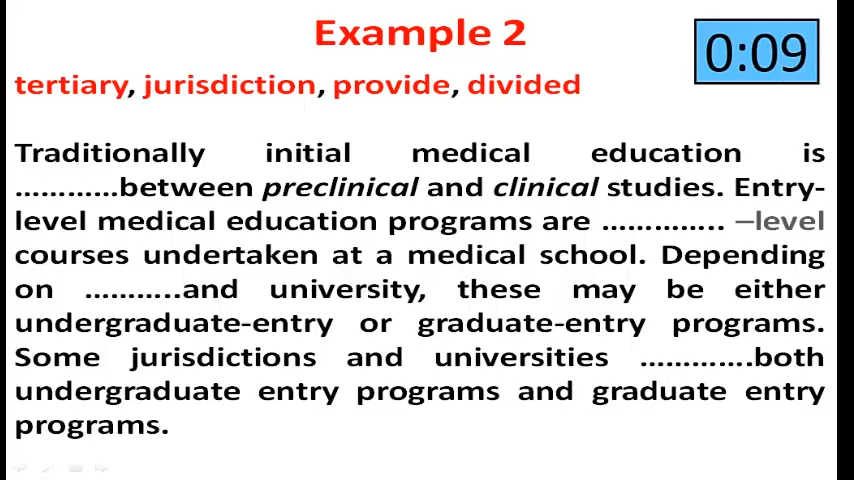 Example 2
0:09
tertiary, jurisdiction, provide, divided
Traditionally initial medical education is
............between preclinical and clinical studies. Entry-
level medical education programs are .............. –level
courses undertaken at a medical school. Depending
on ...........and university, these may be either
undergraduate-entry or graduate-entry programs.
Some jurisdictions and universities .............both
undergraduate entry programs and graduate entry
programs.